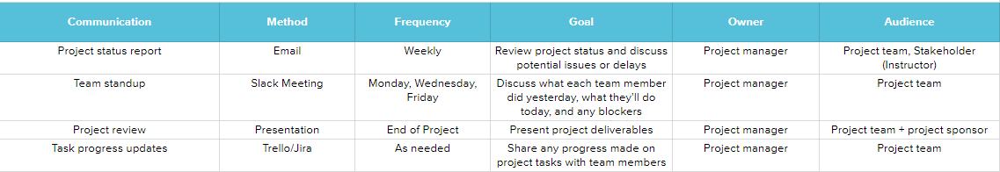 Communication Method Frequency Goal Owner Audience
Project status report Email Weekly Review project status and discuss Project manager Project team, Stakeholder
potential issues or delays (Instructor)
Team standup Slack Meeting Monday, Wednesday, Discuss what each team member Project manager Project team
Friday did yesterday, what they'll do
today, and any blockers
Project review Presentation End of Project Present project deliverables Project manager Project team + project sponsor
Task progress updates Trello/Jira As needed Share any progress made on Project manager Project team
project tasks with team members